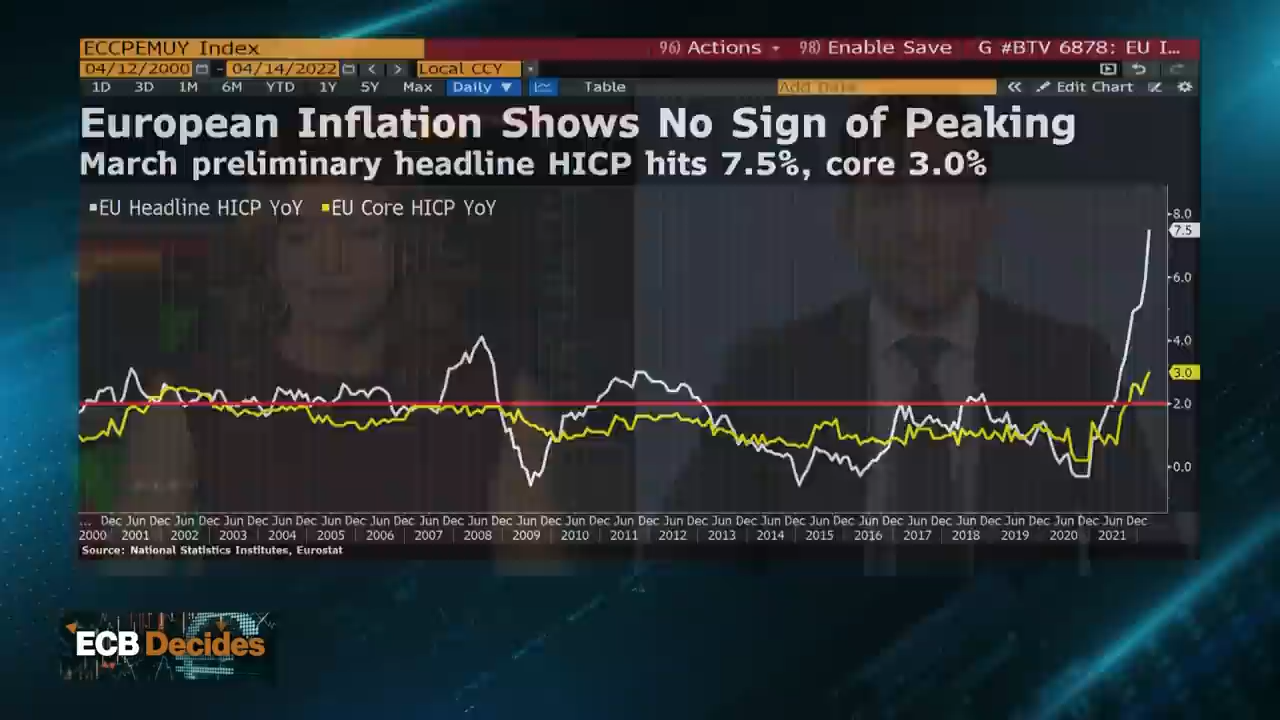 ECCPEMUY Index
96) Actions 98) Enable Save G #BTV 6878: EU I...
04/12/2000 - 04/14/2022 Local CCY
1D 3D 1M 6M YTD 1Y 5Y Max Daily Table Add Data Edit Chart
European Inflation Shows No Sign of Peaking
March preliminary headline HICP hits 7.5%, core 3.0%
EU Headline HICP YoY EU Core HICP YoY
8.0
7.5
6.0
4.0
3.0
2.0
0.0
... Dec Jun Dec Jun Dec Jun Dec Jun Dec Jun Dec Jun Dec Jun Dec Jun Dec Jun Dec Jun Dec Jun Dec Jun Dec Jun Dec Jun Dec Jun Dec Jun Dec Jun Dec Jun Dec Jun Dec Jun Dec Jun Dec
2000 2001 2002 2003 2004 2005 2006 2007 2008 2009 2010 2011 2012 2013 2014 2015 2016 2017 2018 2019 2020 2021
Source: National Statistics Institutes, Eurostat
ECB Decides